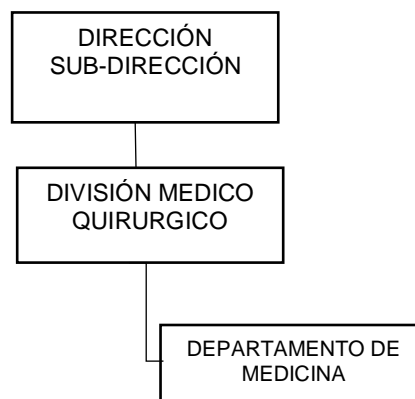 DIRECCIÓN
SUB-DIRECCIÓN
DIVISIÓN MEDICO
QUIRURGICO
DEPARTAMENTO DE
MEDICINA